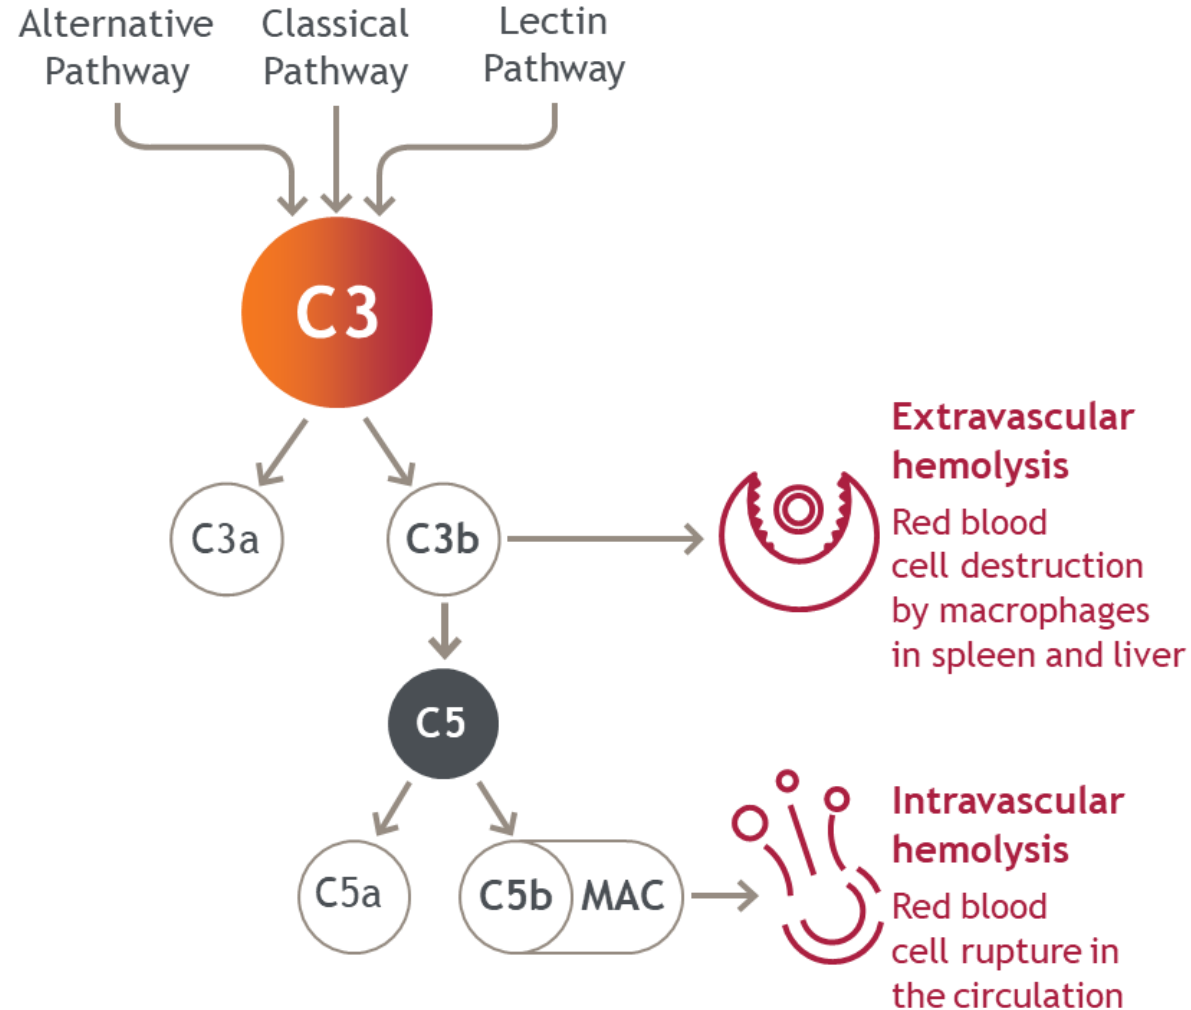 Alternative
Pathway
Classical
Pathway
Lectin
Pathway
C3
C3a
C3b
Extravascular
hemolysis
Red blood
cell destruction
by macrophages
in spleen and liver
C5
C5a
C5b
MAC
Intravascular
hemolysis
Red blood
cell rupture in
the circulation